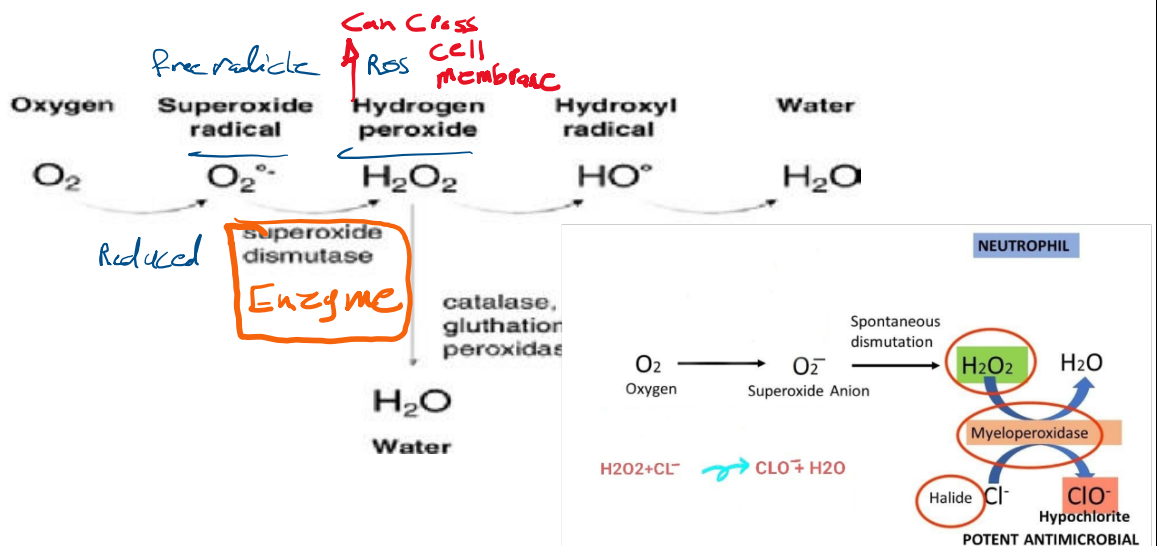 Can Cross
Cell
membrane
free radicle
ROS
Oxygen
Superoxide
radical
Hydrogen
peroxide
Hydroxyl
radical
Water
O₂
O₂°-
H₂O₂
HO°
H₂O
Reduced
superoxide
dismutase
Enzyme
catalase,
gluthation
peroxidas
H₂O
Water
NEUTROPHIL
Spontaneous
dismutation
O₂
Oxygen
O₂⁻
Superoxide Anion
H₂O₂
H₂O
Myeloperoxidase
H2O2+CL⁻
CLO⁻+ H2O
Halide
Cl⁻
ClO⁻
Hypochlorite
POTENT ANTIMICROBIAL